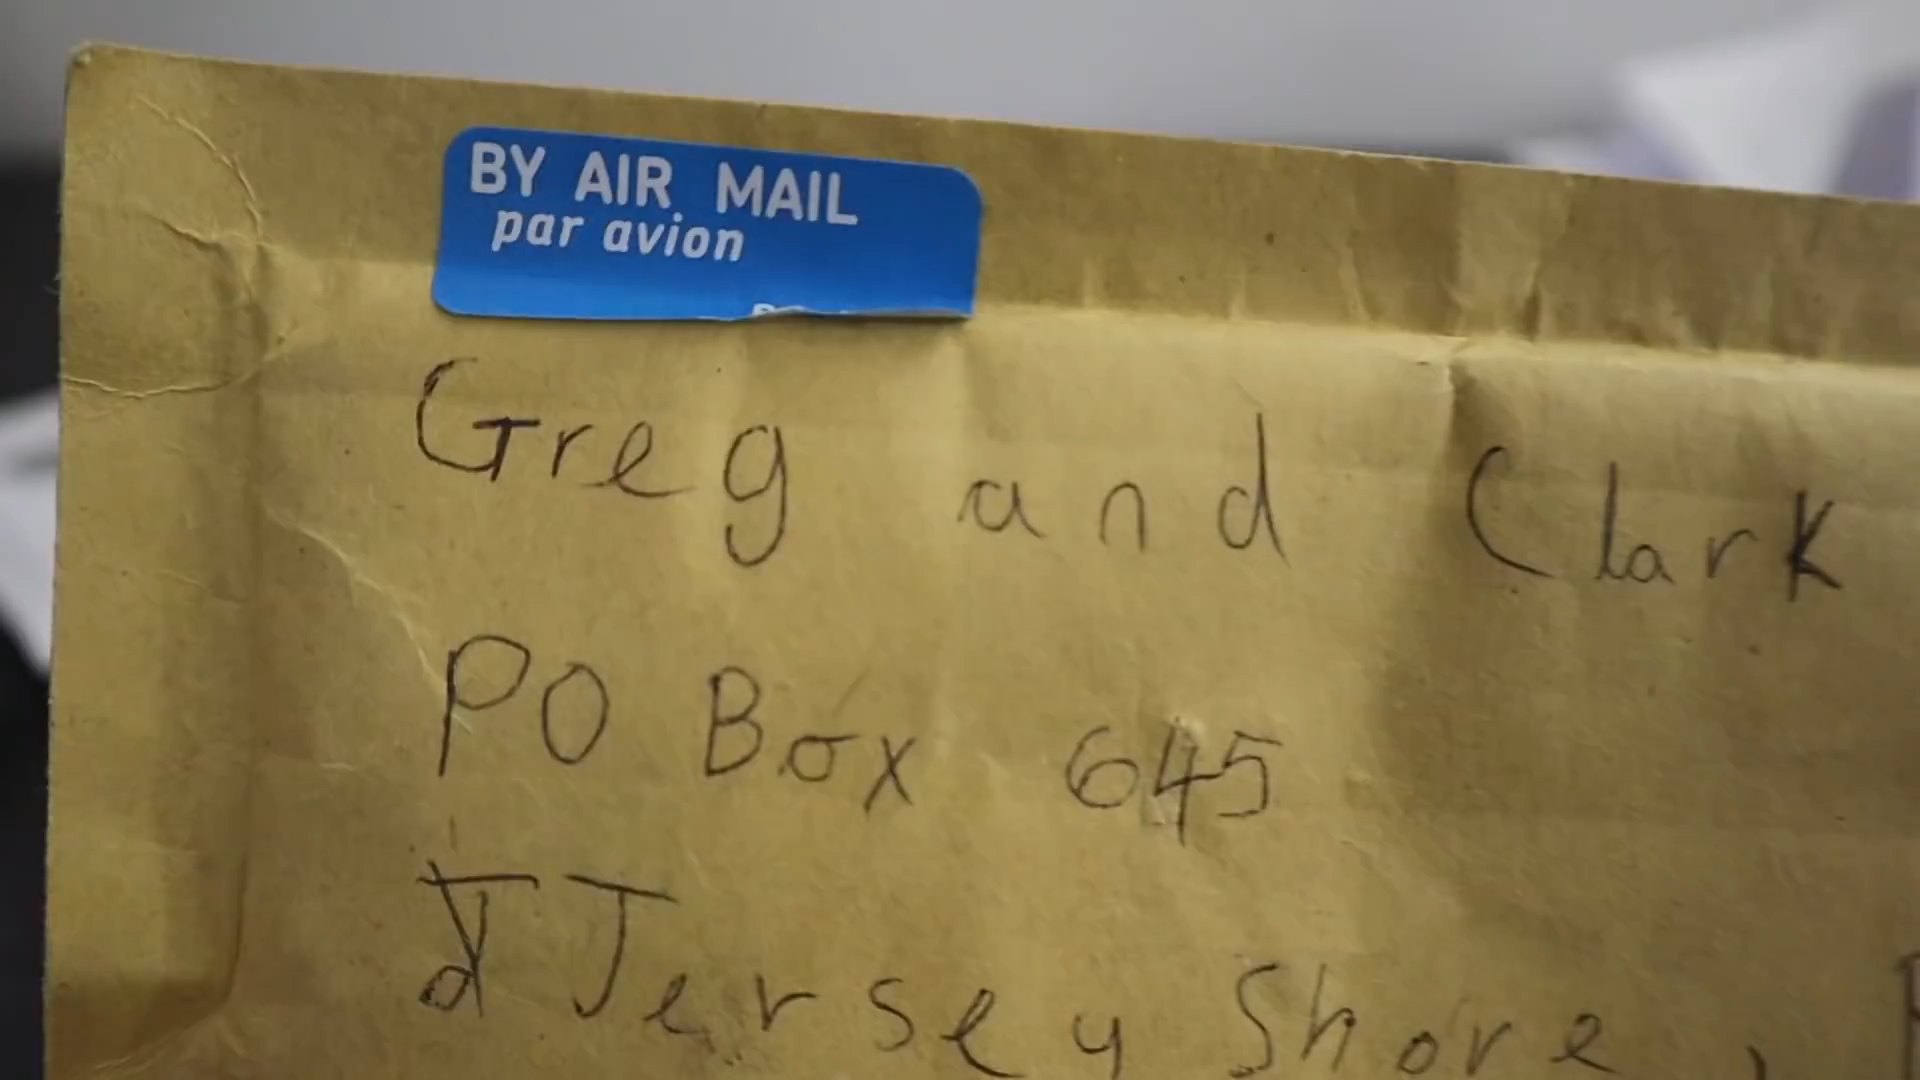 BY AIR MAIL
par avion
Greg and Clark
PO Box 645
Jersey Shore,